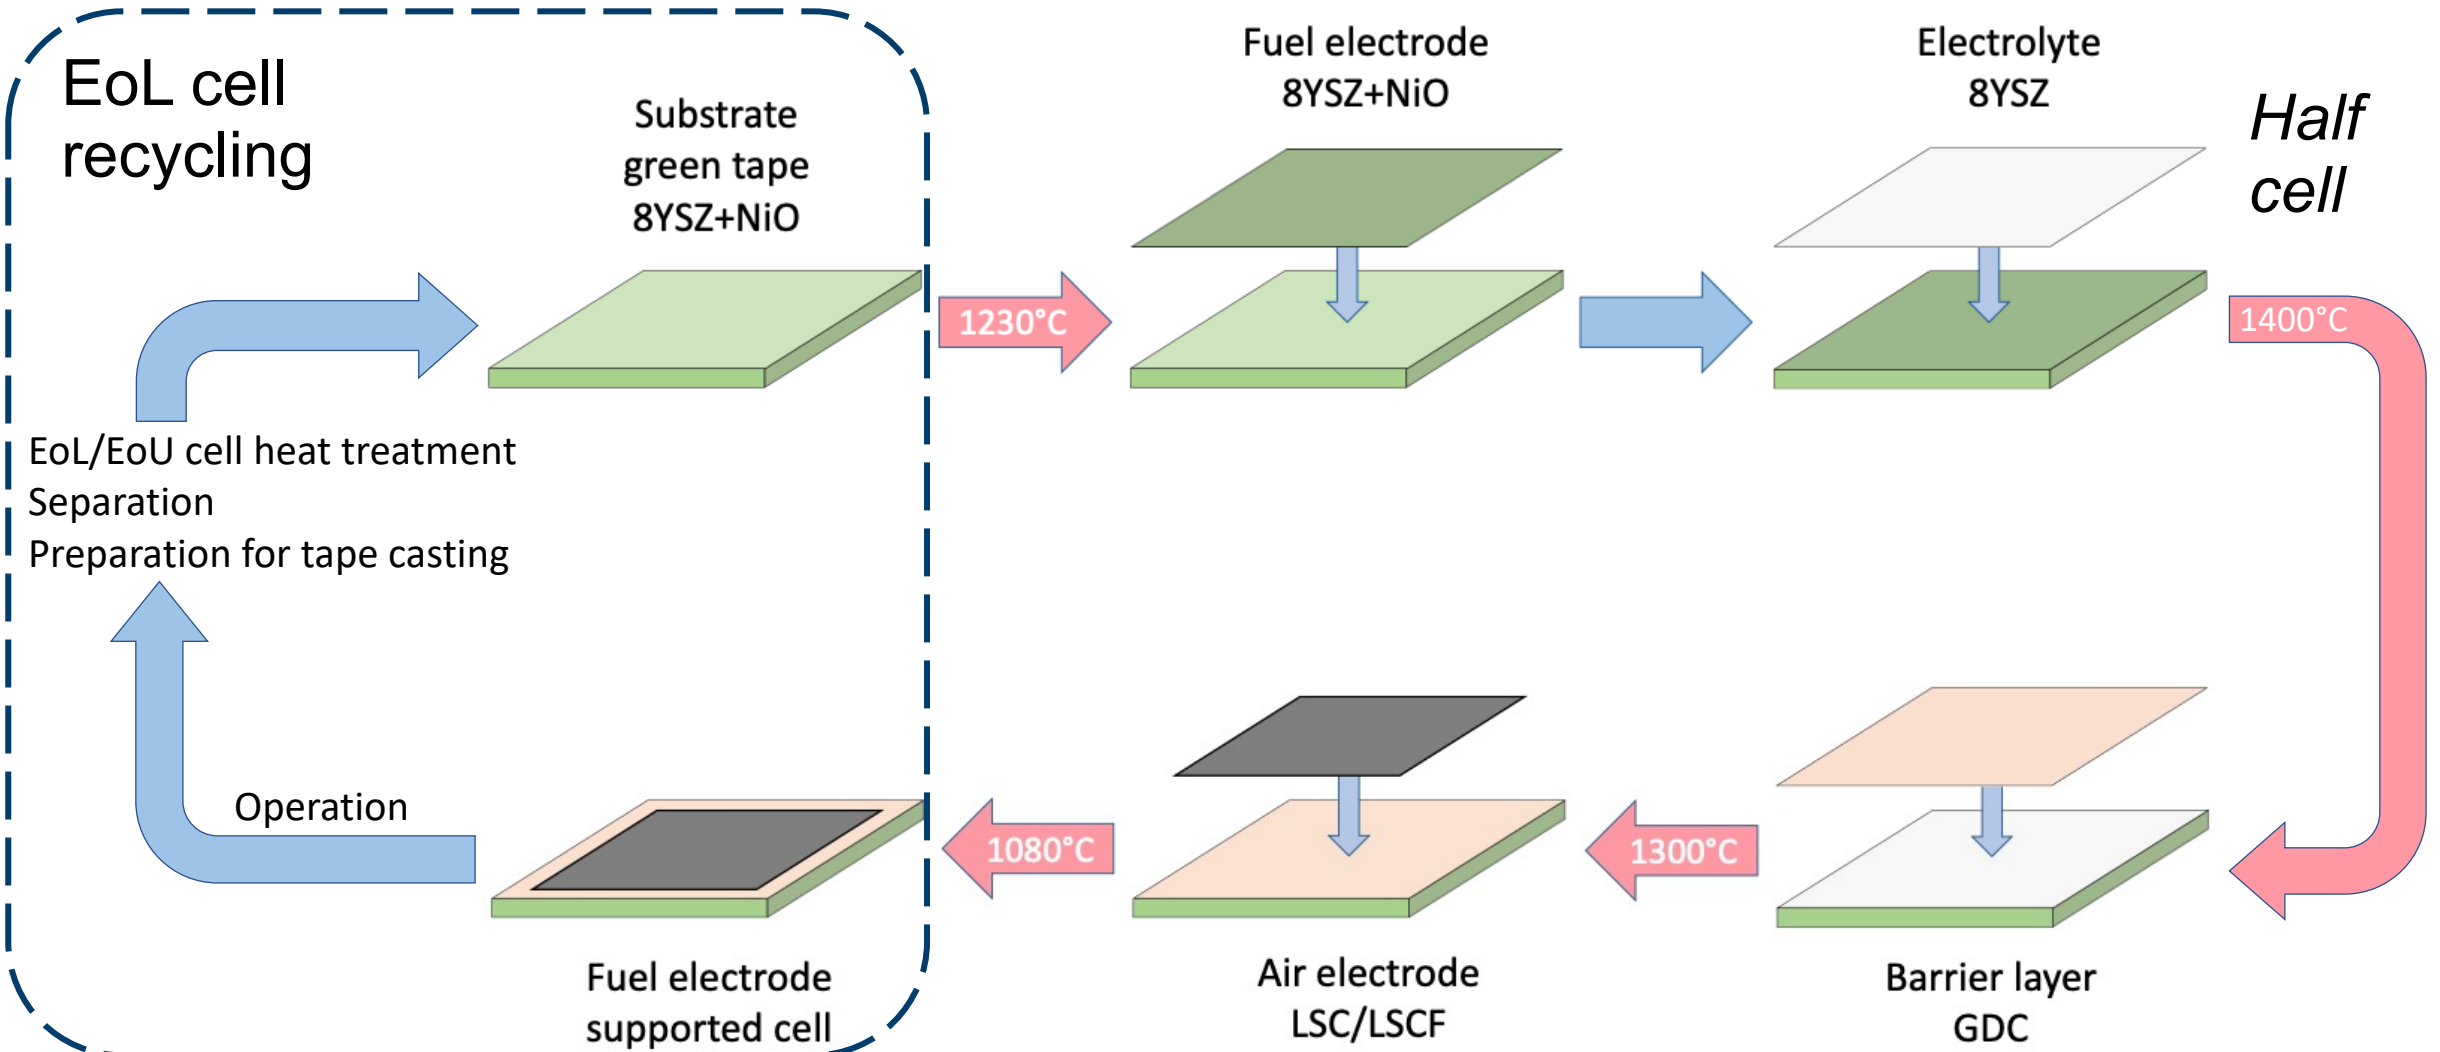 EoL cell
recycling
Substrate
green tape
8YSZ+NiO
1230°C
Fuel electrode
8YSZ+NiO
Electrolyte
8YSZ
Half
cell
1400°C
EoL/EoU cell heat treatment
Separation
Preparation for tape casting
Operation
Fuel electrode
supported cell
1080°C
Air electrode
LSC/LSCF
1300°C
Barrier layer
GDC